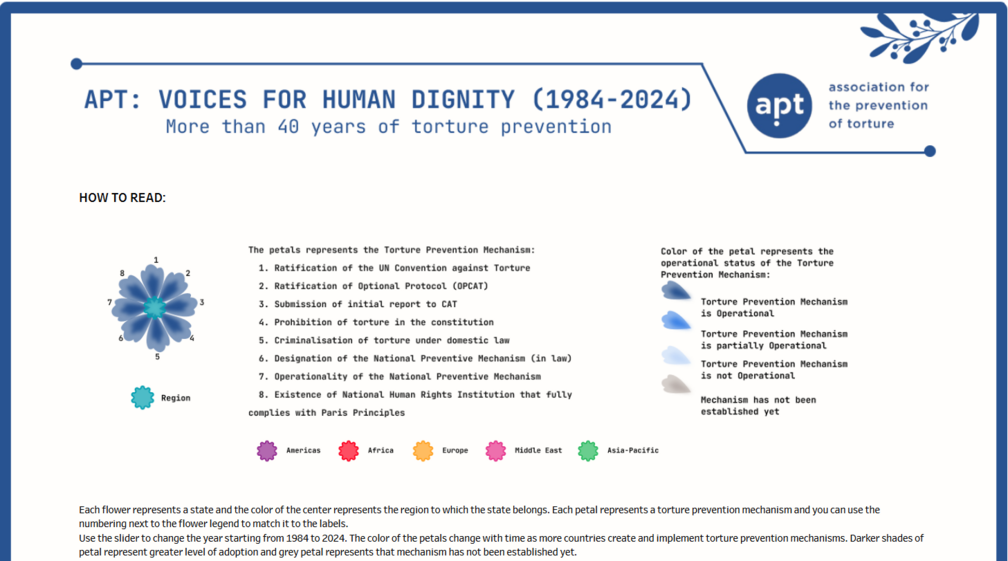 APT: VOICES FOR HUMAN DIGNITY (1984-2024)
More than 40 years of torture prevention
apt
association for
the prevention
of torture
HOW TO READ:
1
2
3
4
5
6
7
8
Region
The petals represents the Torture Prevention Mechanism:
1. Ratification of the UN Convention against Torture
2. Ratification of Optional Protocol (OPCAT)
3. Submission of initial report to CAT
4. Prohibition of torture in the constitution
5. Criminalisation of torture under domestic law
6. Designation of the National Preventive Mechanism (in law)
7. Operationality of the National Preventive Mechanism
8. Existence of National Human Rights Institution that fully
complies with Paris Principles
Color of the petal represents the
operational status of the Torture
Prevention Mechanism:
Torture Prevention Mechanism
is Operational
Torture Prevention Mechanism
is partially Operational
Torture Prevention Mechanism
is not Operational
Mechanism has not been
established yet
Americas
Africa
Europe
Middle East
Asia-Pacific
Each flower represents a state and the color of the center represents the region to which the state belongs. Each petal represents a torture prevention mechanism and you can use the
numbering next to the flower legend to match it to the labels.
Use the slider to change the year starting from 1984 to 2024. The color of the petals change with time as more countries create and implement torture prevention mechanisms. Darker shades of
petal represent greater level of adoption and grey petal represents that mechanism has not been established yet.